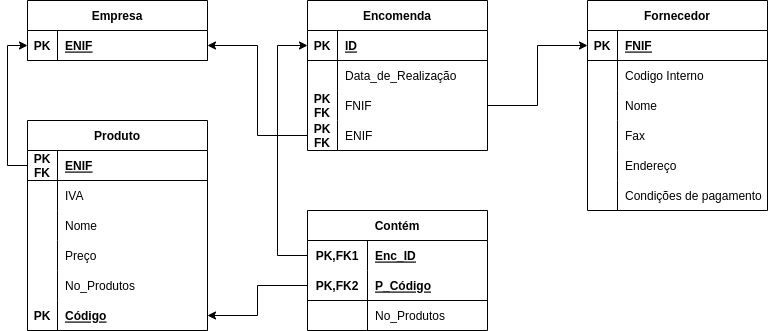 Empresa
PK ENIF
Produto
PK
FK ENIF
IVA
Nome
Preço
No_Produtos
PK Código
Encomenda
PK ID
Data_de_Realização
PK
FK FNIF
PK
FK ENIF
Contém
PK,FK1 Enc_ID
PK,FK2 P_Código
No_Produtos
Fornecedor
PK FNIF
Codigo Interno
Nome
Fax
Endereço
Condições de pagamento